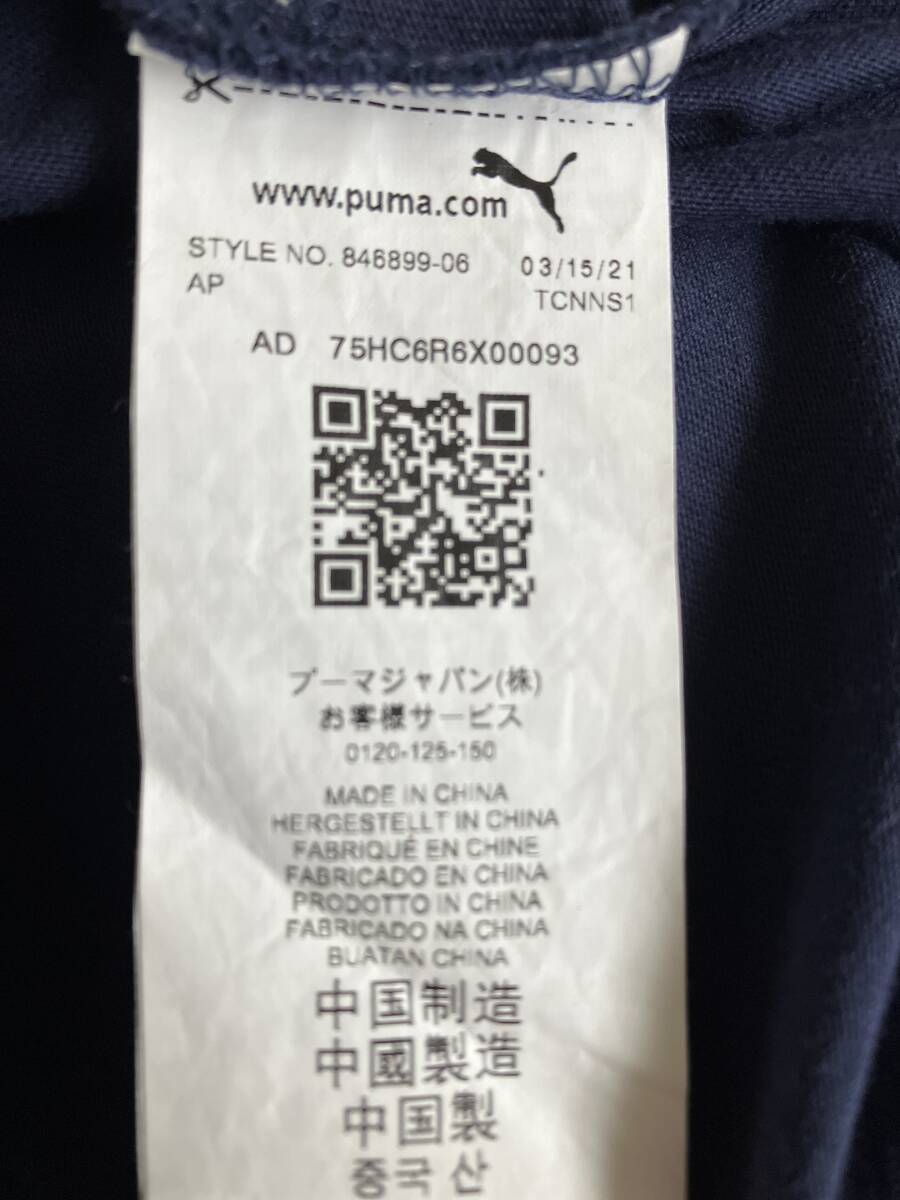 www.puma.com
STYLE NO. 846899-06 03/15/21
AP TCNNS1
AD 75HC6R6X00093
プーマジャパン(株)
お客様サービス
0120-125-150
MADE IN CHINA
HERGESTELLT IN CHINA
FABRIQUÉ EN CHINE
FABRICADO EN CHINA
PRODOTTO IN CHINA
FABRICADO NA CHINA
BUATAN CHINA
中国制造
中國製造
中国製
중국 산